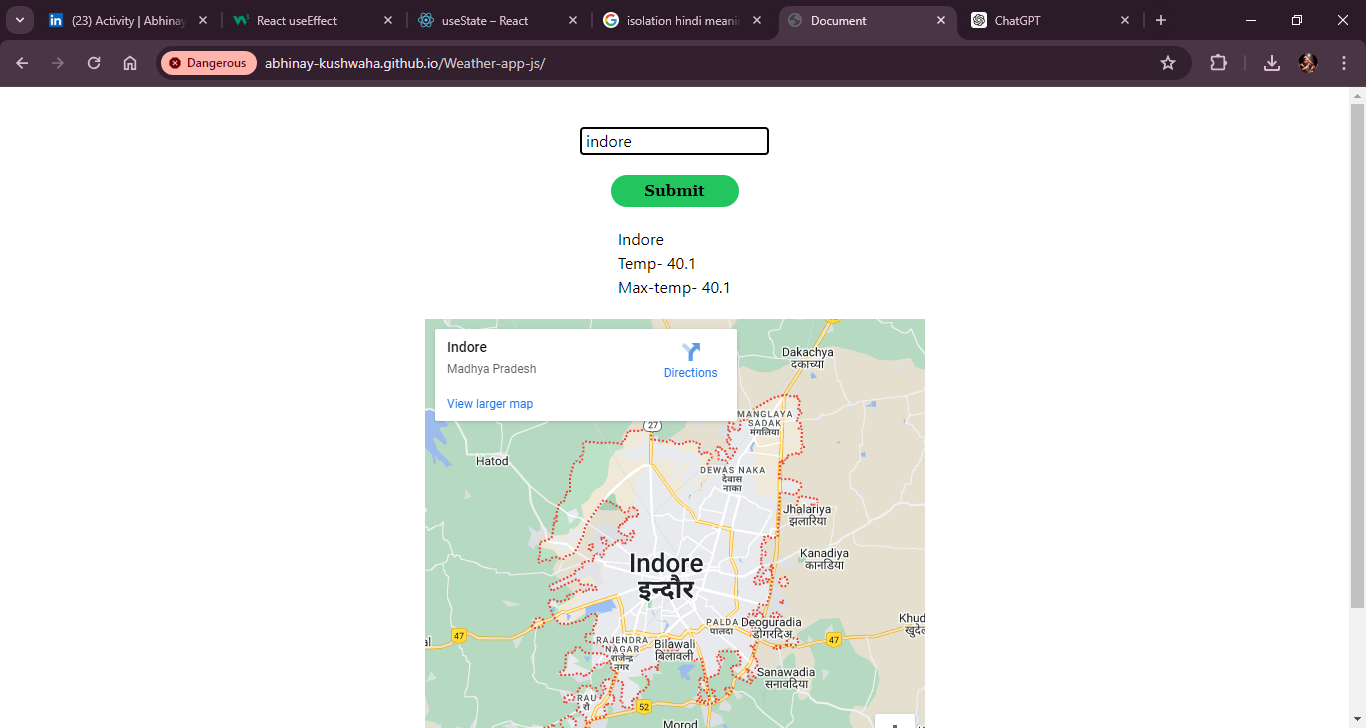 (23) Activity | Abhinay
React useEffect
useState – React
isolation hindi meanin
Document
ChatGPT
Dangerous
abhinay-kushwaha.github.io/Weather-app-js/
indore
Submit
Indore
Temp- 40.1
Max-temp- 40.1
Indore
Madhya Pradesh
Directions
View larger map
Dakachya
दकाच्या
MANGLAYA
SADAK
मंगलिया
27
Hatod
DEWAS NAKA
देवास
नाका
Jhalariya
झलारिया
Kanadiya
कानडिया
Indore
इन्दौर
Khud
खुदेल
PALDA
पालदा
Deoguradia
डोगरदिअ.
47
47
al
RAJENDRA
NAGAR
राजेन्द्र
नगर
Bilawali
बिलावली
Sanawadia
सनावदिया
RAU
रौ
52
Morod